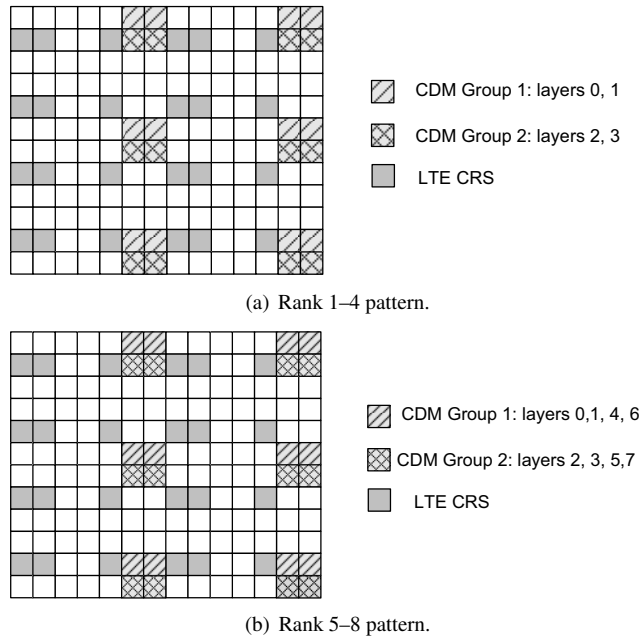 CDM Group 1: layers 0, 1
CDM Group 2: layers 2, 3
LTE CRS
(a) Rank 1–4 pattern.
CDM Group 1: layers 0,1, 4, 6
CDM Group 2: layers 2, 3, 5,7
LTE CRS
(b) Rank 5–8 pattern.